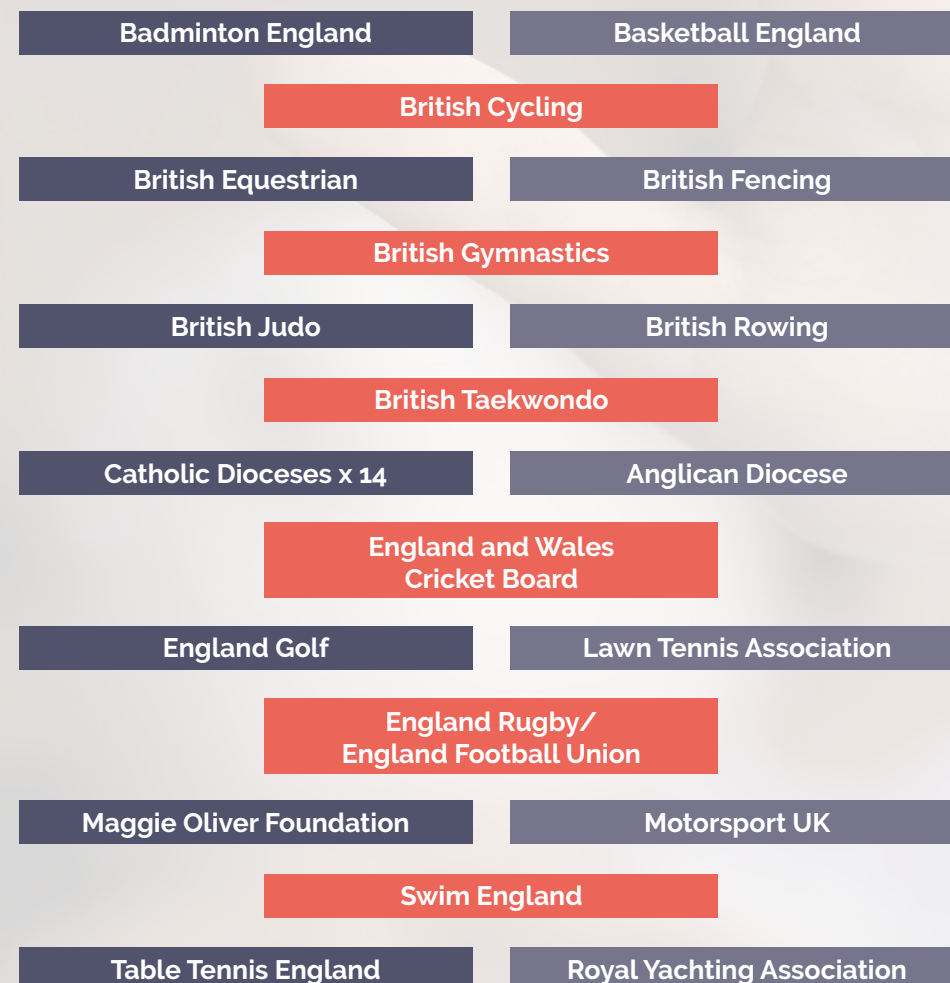 Badminton England
Basketball England
British Cycling
British Equestrian
British Fencing
British Gymnastics
British Judo
British Rowing
British Taekwondo
Catholic Dioceses x 14
Anglican Diocese
England and Wales
Cricket Board
England Golf
Lawn Tennis Association
England Rugby/
England Football Union
Maggie Oliver Foundation
Motorsport UK
Swim England
Table Tennis England
Royal Yachting Association